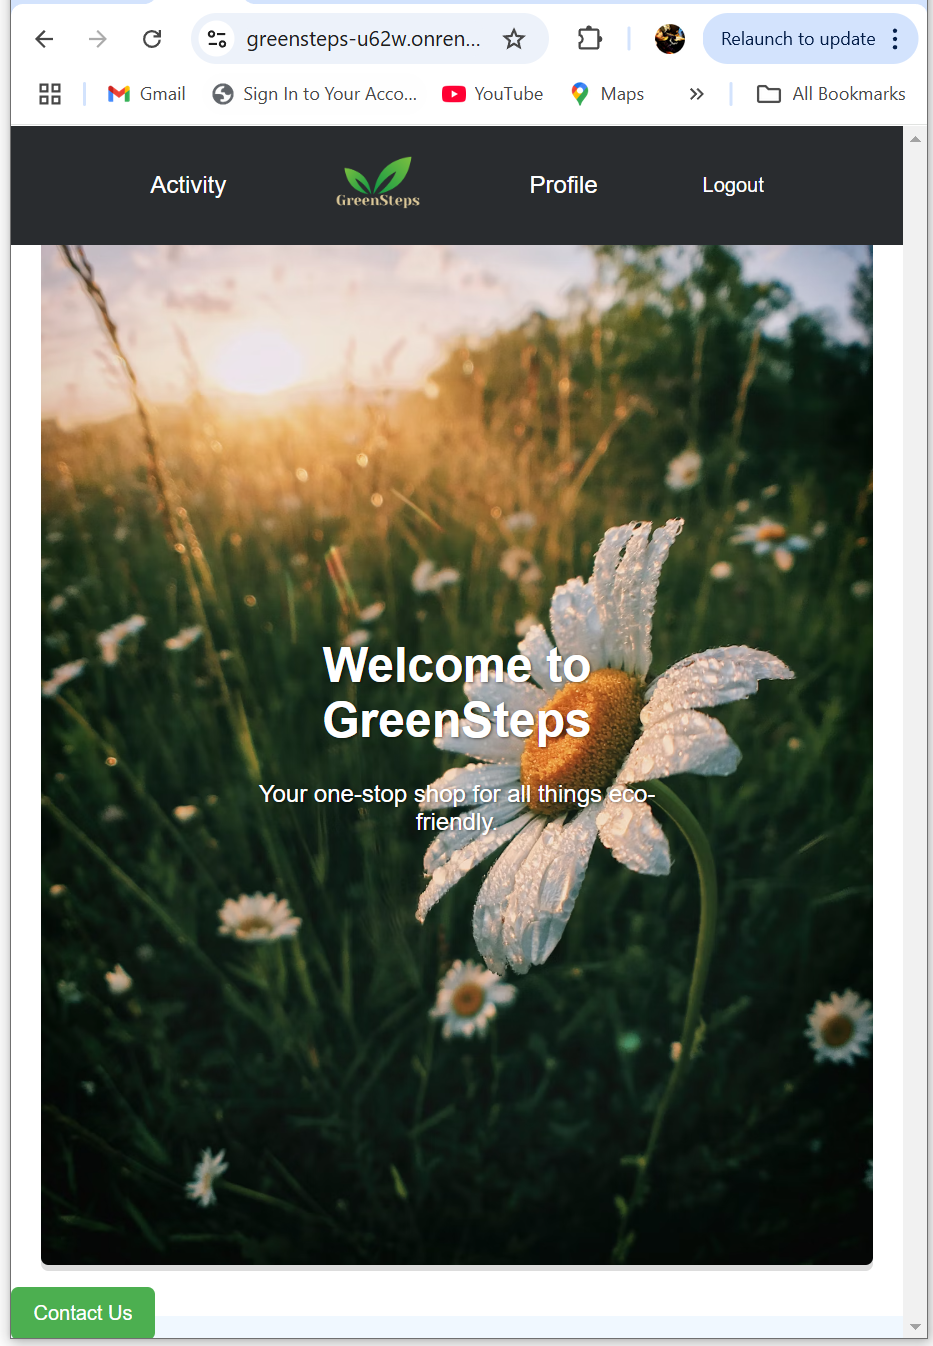 greensteps-u62w.onren...
Relaunch to update
Gmail
Sign In to Your Acco...
YouTube
Maps
All Bookmarks
Activity
GreenSteps
Profile
Logout
Welcome to
GreenSteps
Your one-stop shop for all things eco-
friendly.
Contact Us